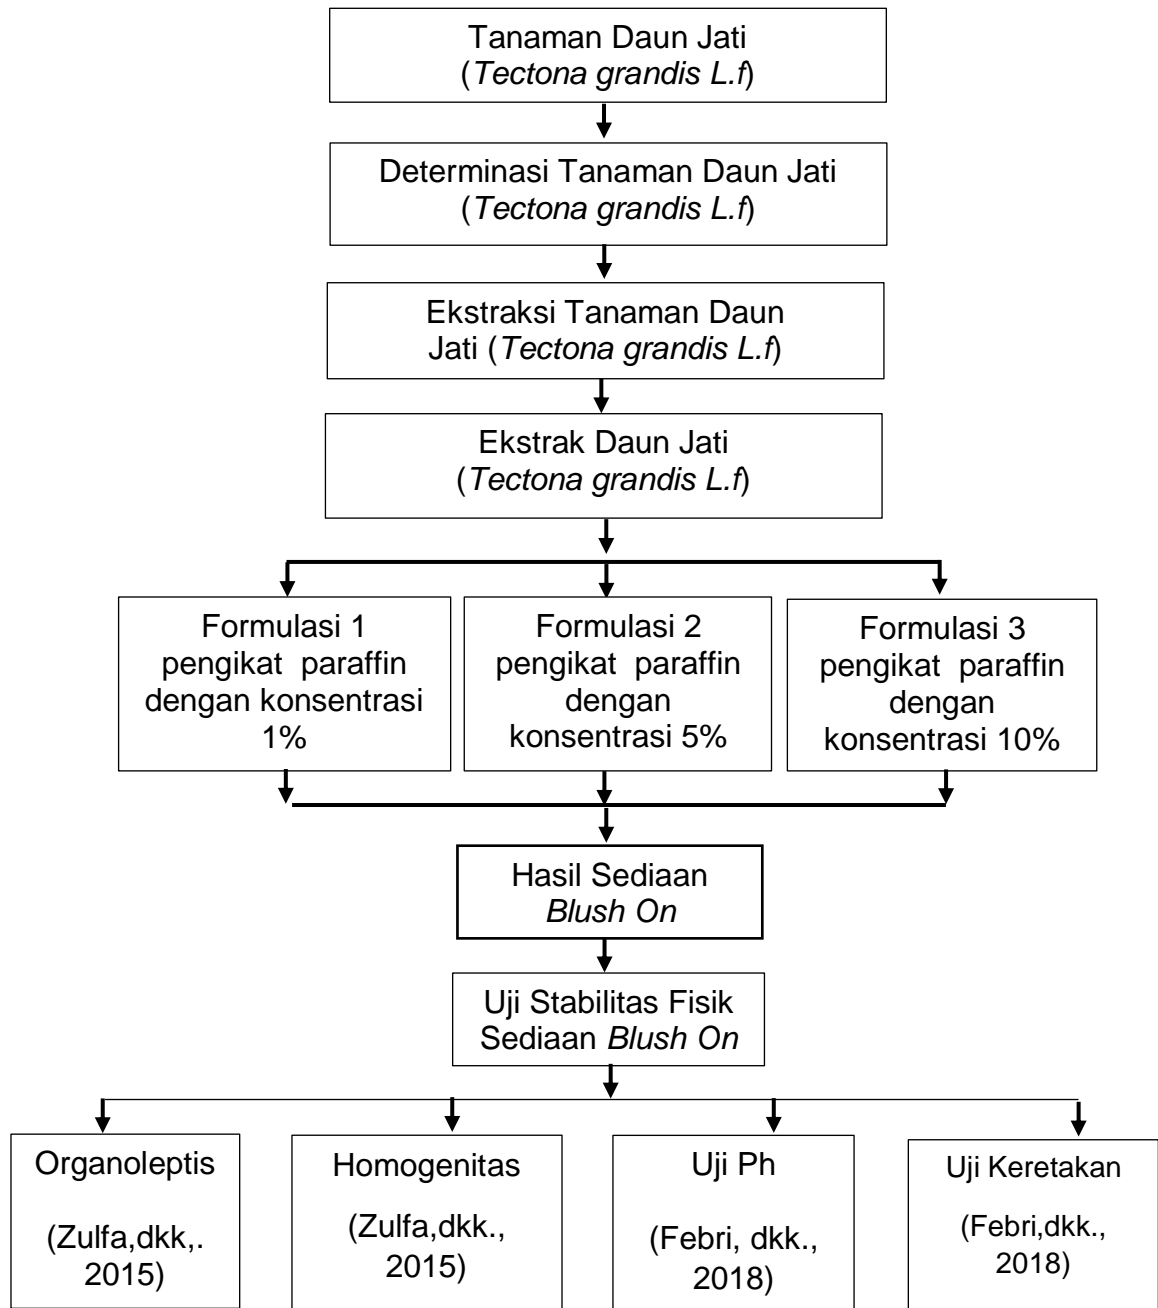 Tanaman Daun Jati
(Tectona grandis L.f)
Determinasi Tanaman Daun Jati
(Tectona grandis L.f)
Ekstraksi Tanaman Daun
Jati (Tectona grandis L.f)
Ekstrak Daun Jati
(Tectona grandis L.f)
Formulasi 1
pengikat paraffin
dengan konsentrasi
1%
Formulasi 2
pengikat paraffin
dengan
konsentrasi 5%
Formulasi 3
pengikat paraffin
dengan
konsentrasi 10%
Hasil Sediaan
Blush On
Uji Stabilitas Fisik
Sediaan Blush On
Organoleptis
(Zulfa,dkk,.
2015)
Homogenitas
(Zulfa,dkk.,
2015)
Uji Ph
(Febri, dkk.,
2018)
Uji Keretakan
(Febri,dkk.,
2018)